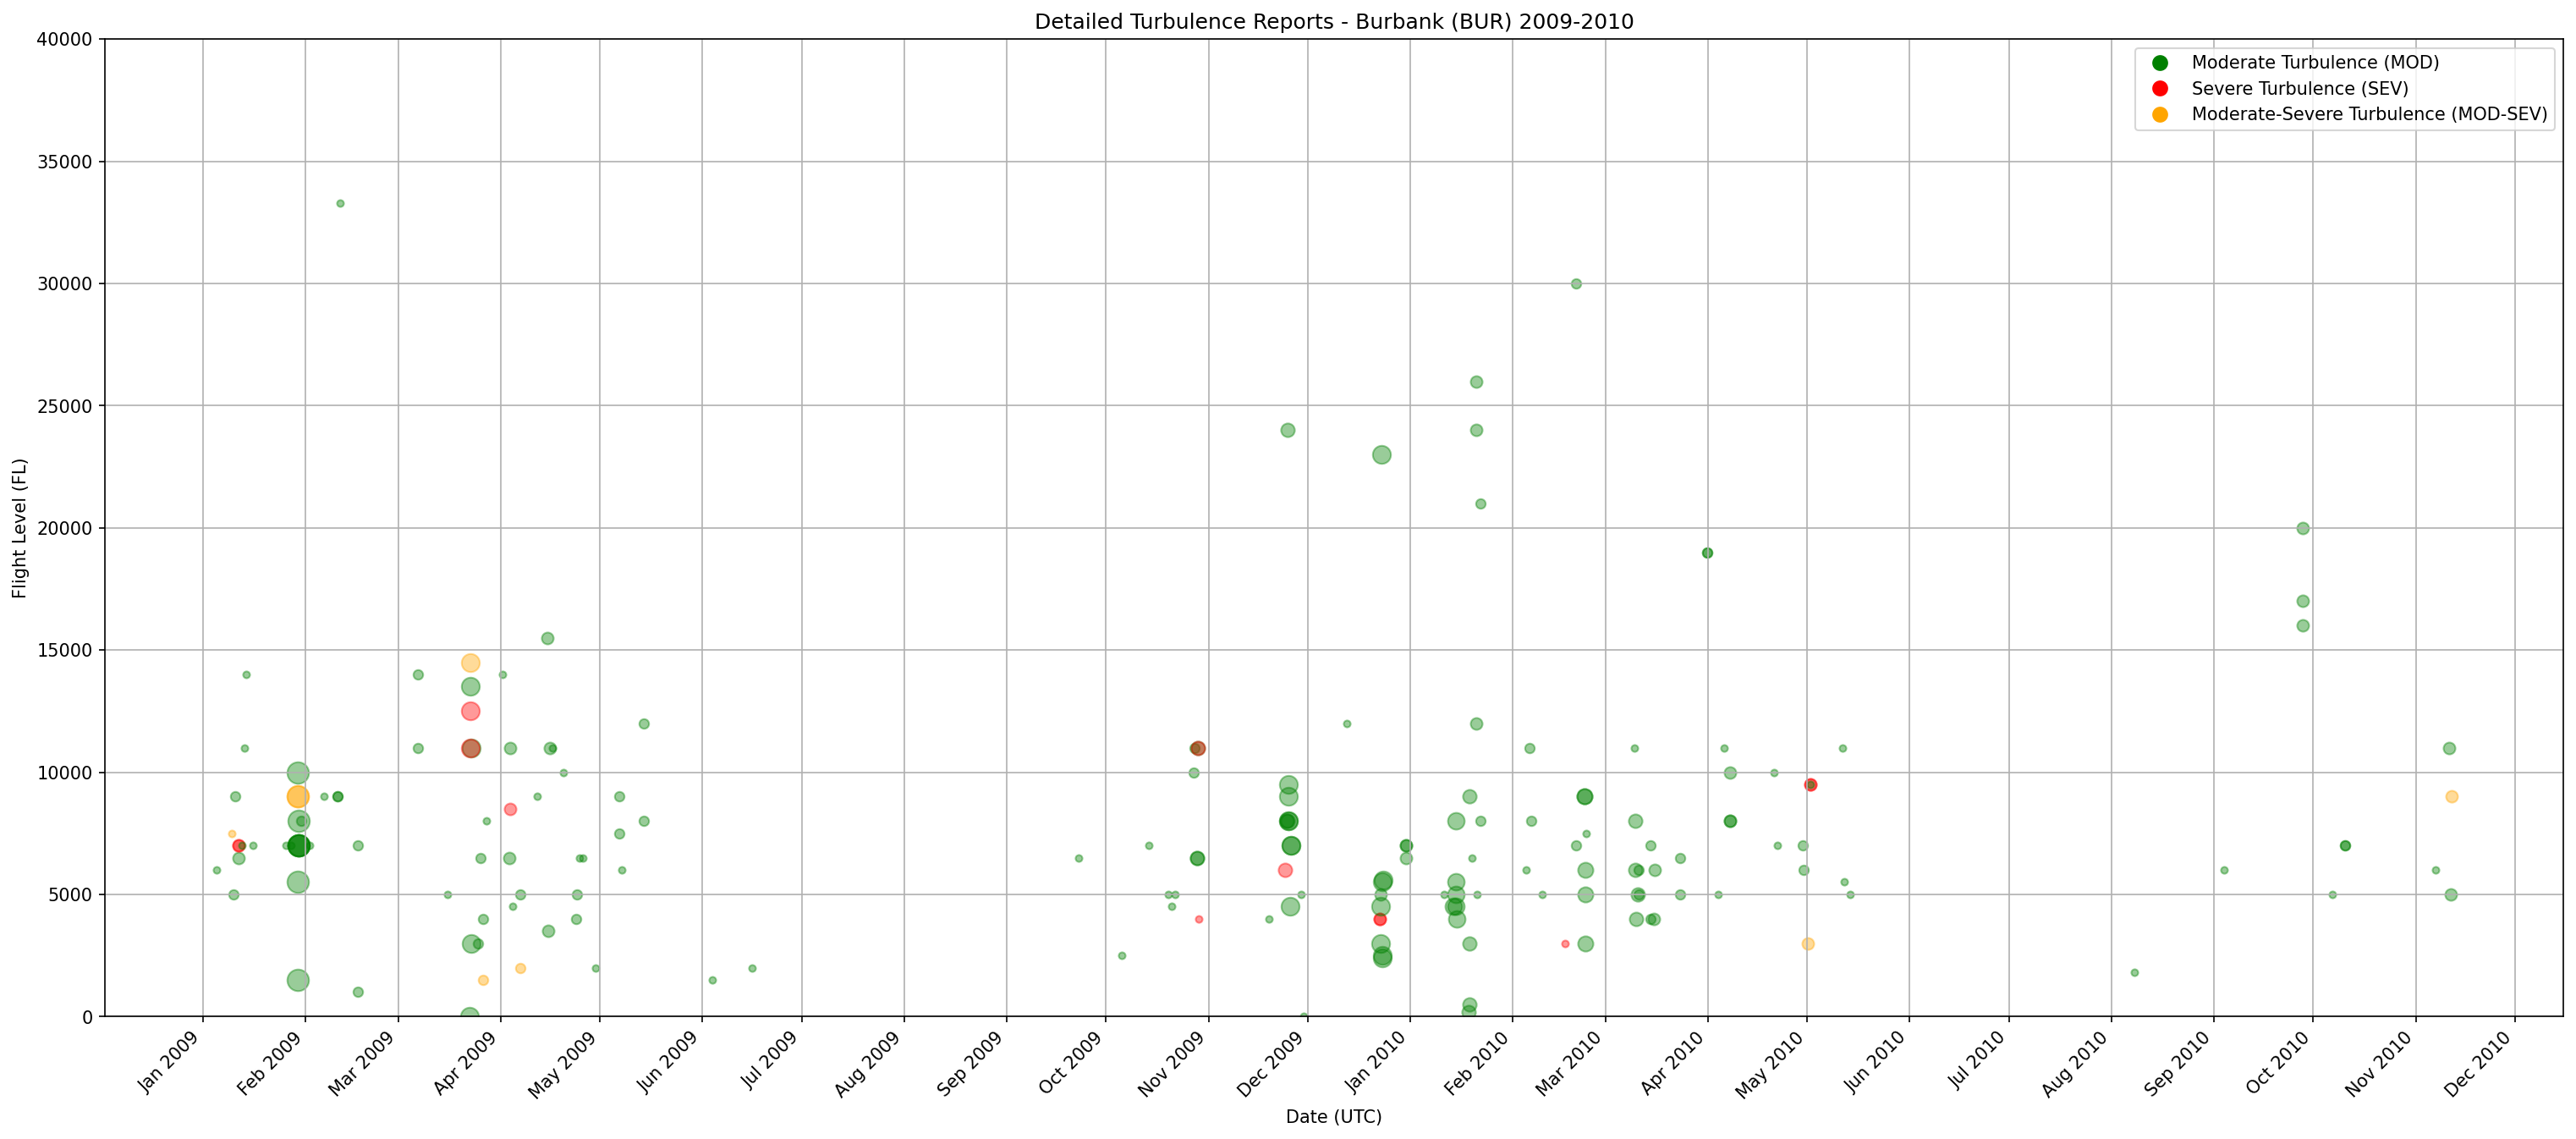 Detailed Turbulence Reports - Burbank (BUR) 2009-2010
40000
35000
30000
25000
20000
15000
10000
5000
0
Flight Level (FL)
Moderate Turbulence (MOD)
Severe Turbulence (SEV)
Moderate-Severe Turbulence (MOD-SEV)
Jan 2009
Feb 2009
Mar 2009
Apr 2009
May 2009
Jun 2009
Jul 2009
Aug 2009
Sep 2009
Oct 2009
Nov 2009
Dec 2009
Jan 2010
Feb 2010
Mar 2010
Apr 2010
May 2010
Jun 2010
Jul 2010
Aug 2010
Sep 2010
Oct 2010
Nov 2010
Dec 2010
Date (UTC)